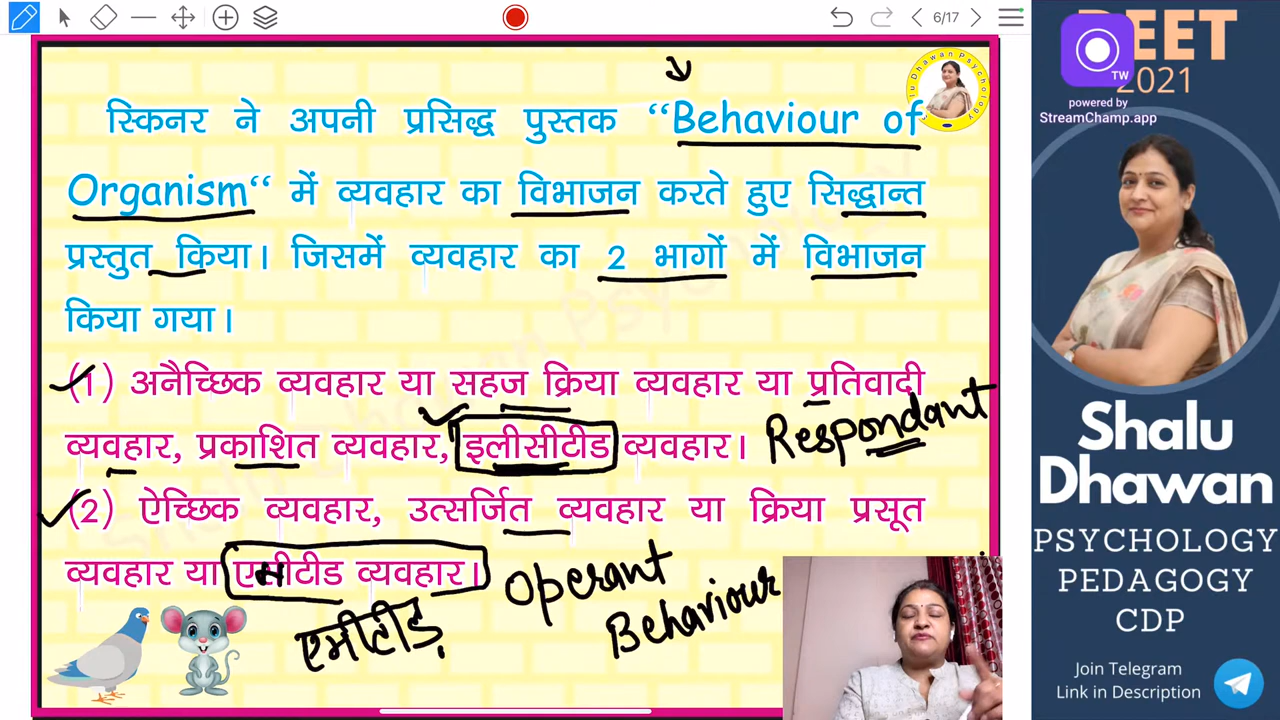 6/17
स्किनर ने अपनी प्रसिद्ध पुस्तक “Behaviour of
Organism“ में व्यवहार का विभाजन करते हुए सिद्धान्त
प्रस्तुत किया। जिसमें व्यवहार का 2 भागों में विभाजन
किया गया।
(1) अनैच्छिक व्यवहार या सहज क्रिया व्यवहार या प्रतिवादी
व्यवहार, प्रकाशित व्यवहार, इलीसीटीड व्यवहार।
Respondant
(2) ऐच्छिक व्यवहार, उत्सर्जित व्यवहार या क्रिया प्रसूत
व्यवहार या एमीटीड व्यवहार।
एमीटीड
Operant
Behaviour
2021
TW
powered by
StreamChamp.app
Shalu
Dhawan
PSYCHOLOGY
PEDAGOGY
CDP
Join Telegram
Link in Description